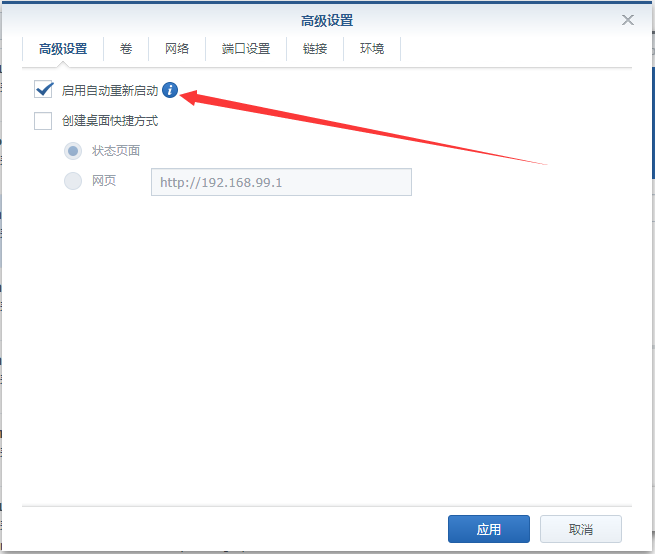 高级设置
高级设置 卷 网络 端口设置 链接 环境
启用自动重新启动 i
创建桌面快捷方式
状态页面
网页 http://192.168.99.1
应用 取消